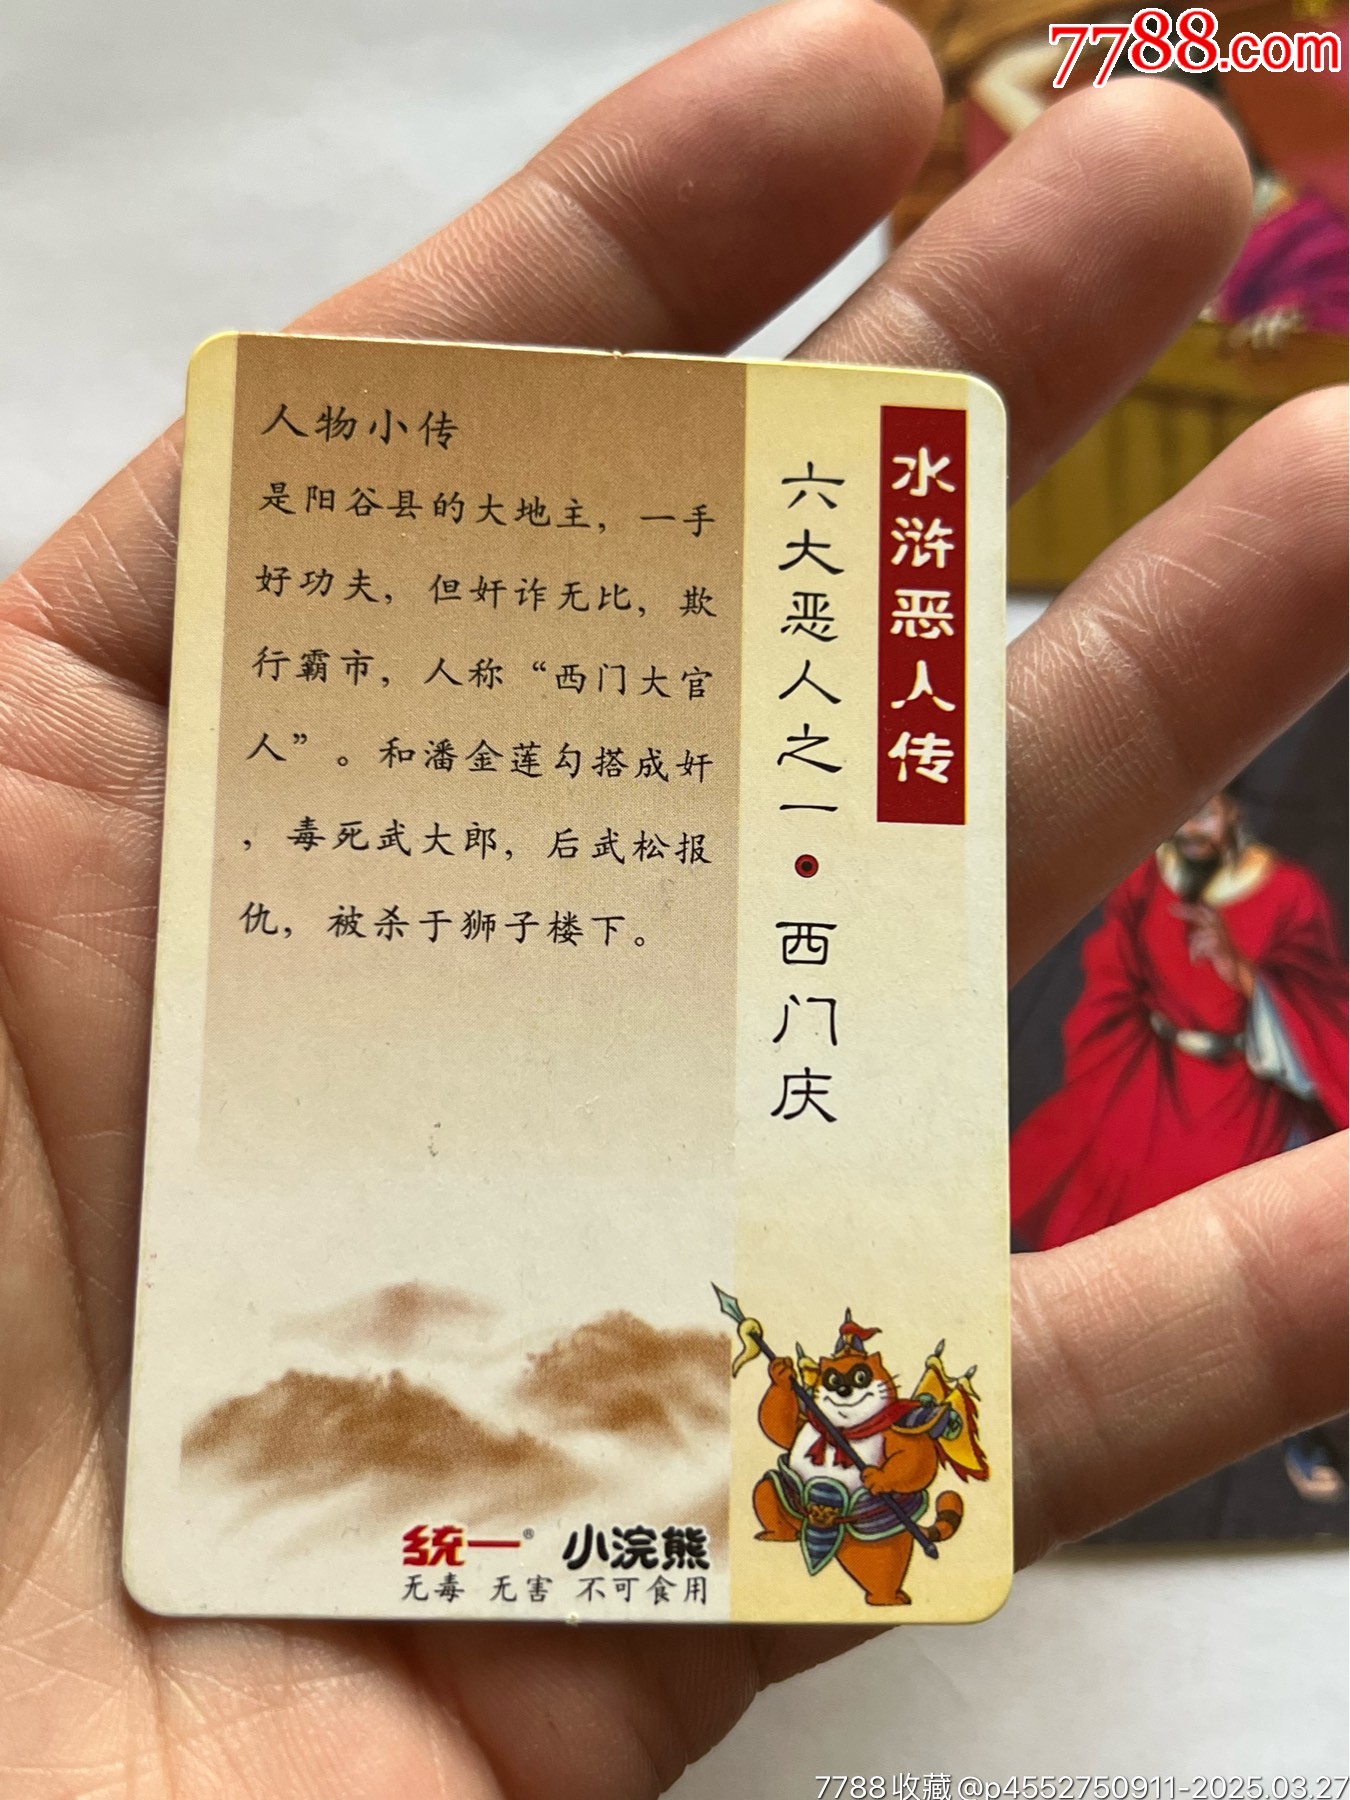 7788.com
水浒恶人传
六大恶人之一·西门庆
人物小传
是阳谷县的大地主，一手
好功夫，但奸诈无比，欺
行霸市，人称“西门大官
人”。和潘金莲勾搭成奸
，毒死武大郎，后武松报
仇，被杀于狮子楼下。
统一® 小浣熊
无毒 无害 不可食用
7788收藏@p4552750911-2025.03.27